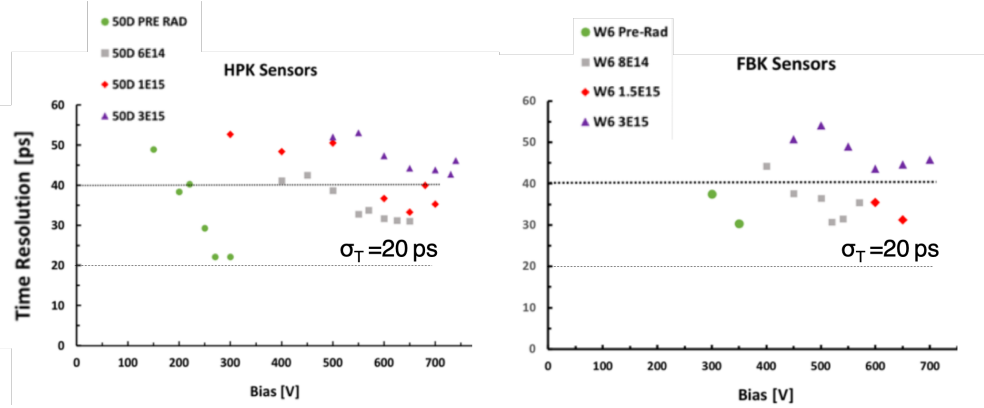 50D PRE RAD
50D 6E14
50D 1E15
50D 3E15
HPK Sensors
Time Resolution [ps]
60
50
40
30
20
10
0
σT =20 ps
0 100 200 300 400 500 600 700
Bias [V]
W6 Pre-Rad
W6 8E14
W6 1.5E15
W6 3E15
FBK Sensors
60
50
40
30
20
10
0
σT =20 ps
0 100 200 300 400 500 600 700
Bias [V]